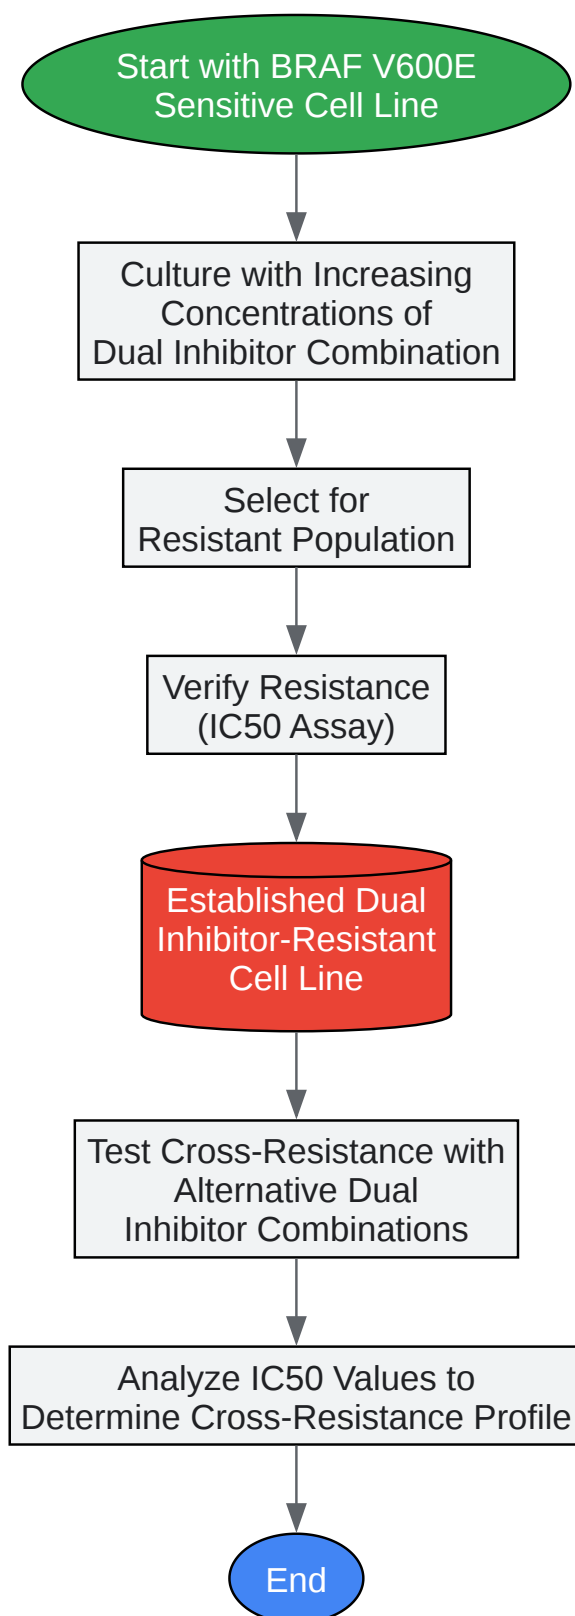 Start with BRAF V600E
Sensitive Cell Line
Culture with Increasing
Concentrations of
Dual Inhibitor Combination
Select for
Resistant Population
Verify Resistance
(IC50 Assay)
Established Dual
Inhibitor-Resistant
Cell Line
Test Cross-Resistance with
Alternative Dual
Inhibitor Combinations
Analyze IC50 Values to
Determine Cross-Resistance Profile
End